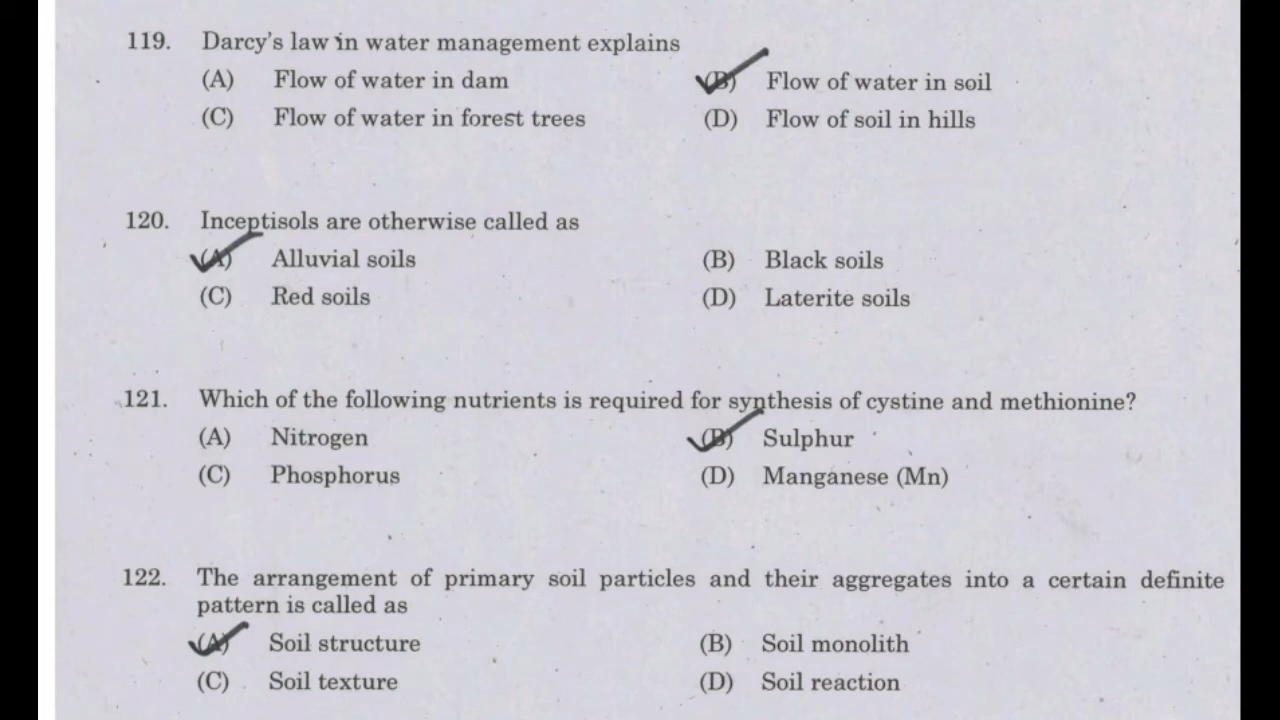 119. Darcy's law in water management explains
(A) Flow of water in dam (B) Flow of water in soil
(C) Flow of water in forest trees (D) Flow of soil in hills
120. Inceptisols are otherwise called as
(A) Alluvial soils (B) Black soils
(C) Red soils (D) Laterite soils
121. Which of the following nutrients is required for synthesis of cystine and methionine?
(A) Nitrogen (B) Sulphur
(C) Phosphorus (D) Manganese (Mn)
122. The arrangement of primary soil particles and their aggregates into a certain definite
pattern is called as
(A) Soil structure (B) Soil monolith
(C) Soil texture (D) Soil reaction